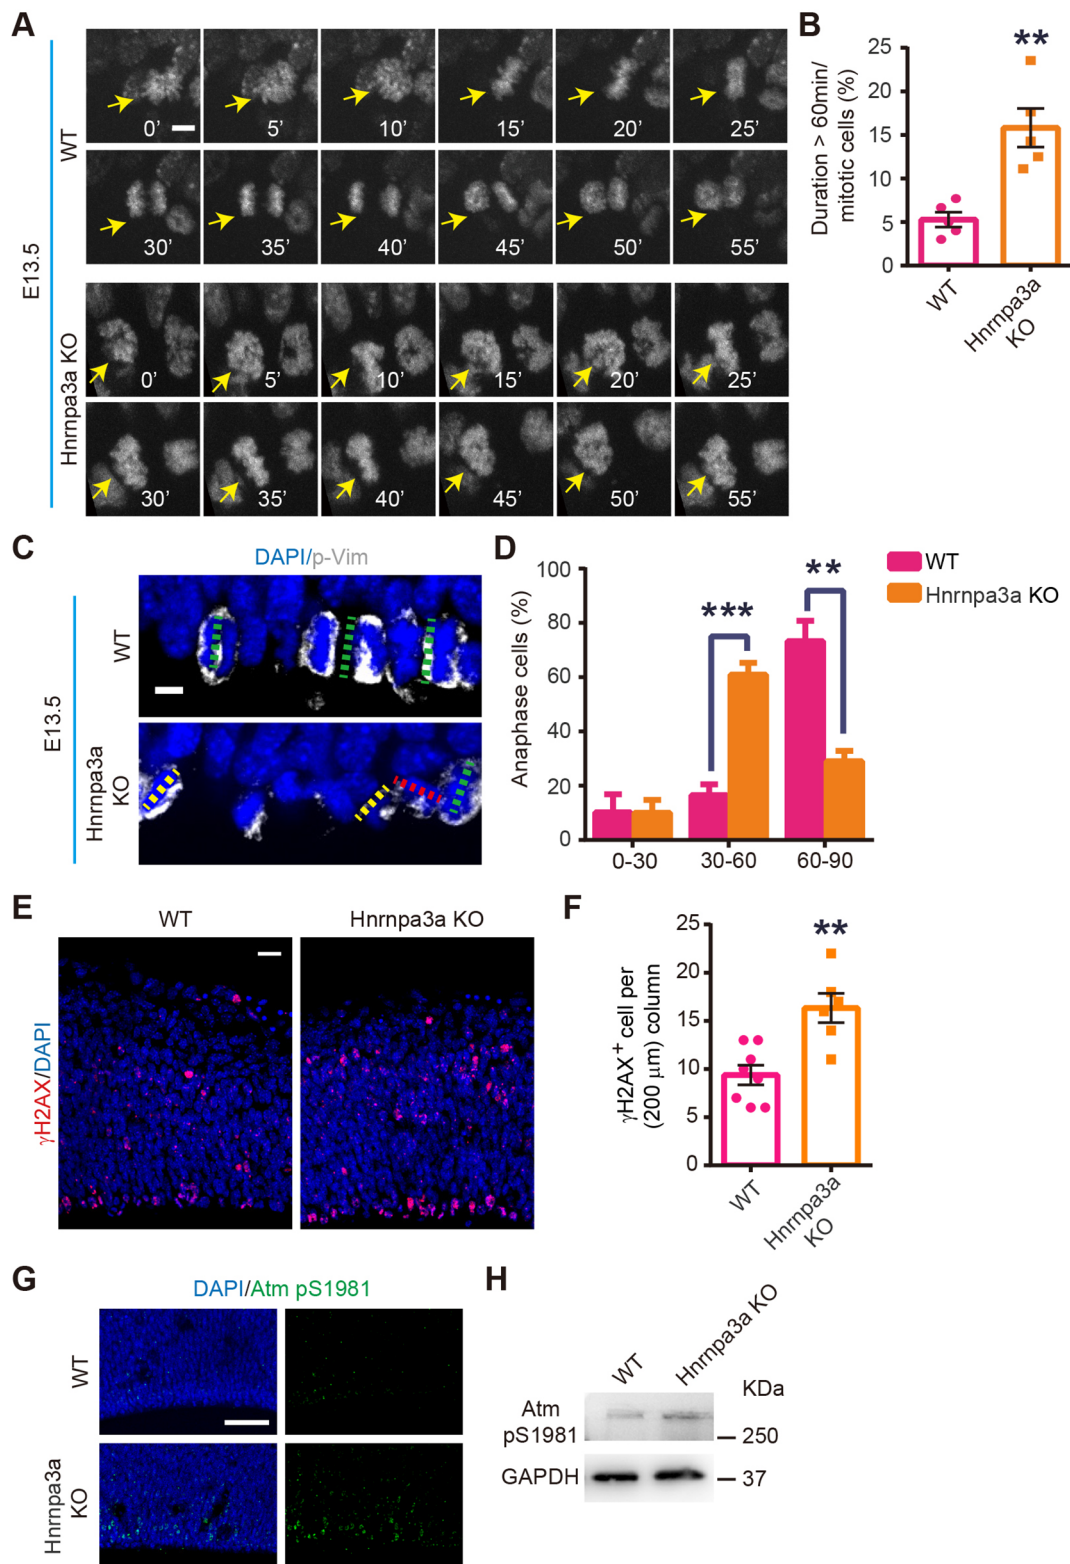 A
WT
E13.5
Hnrnpa3a KO
0’ 5’ 10’ 15’ 20’ 25’
30’ 35’ 40’ 45’ 50’ 55’
0’ 5’ 10’ 15’ 20’ 25’
30’ 35’ 40’ 45’ 50’ 55’
B
Duration > 60min/
mitotic cells (%)
25
20
15
10
5
0
**
WT
Hnrnpa3a
KO
C
DAPI/p-Vim
E13.5
WT
Hnrnpa3a
KO
D
Anaphase cells (%)
100
80
60
40
20
0
***
**
0-30 30-60 60-90
WT
Hnrnpa3a KO
E
WT Hnrnpa3a KO
γH2AX/DAPI
F
γH2AX+ cell per
(200 μm) column
25
20
15
10
5
0
**
WT
Hnrnpa3a
KO
G
DAPI/Atm pS1981
WT
Hnrnpa3a
KO
H
WT Hnrnpa3a KO
KDa
Atm
pS1981
250
GAPDH
37